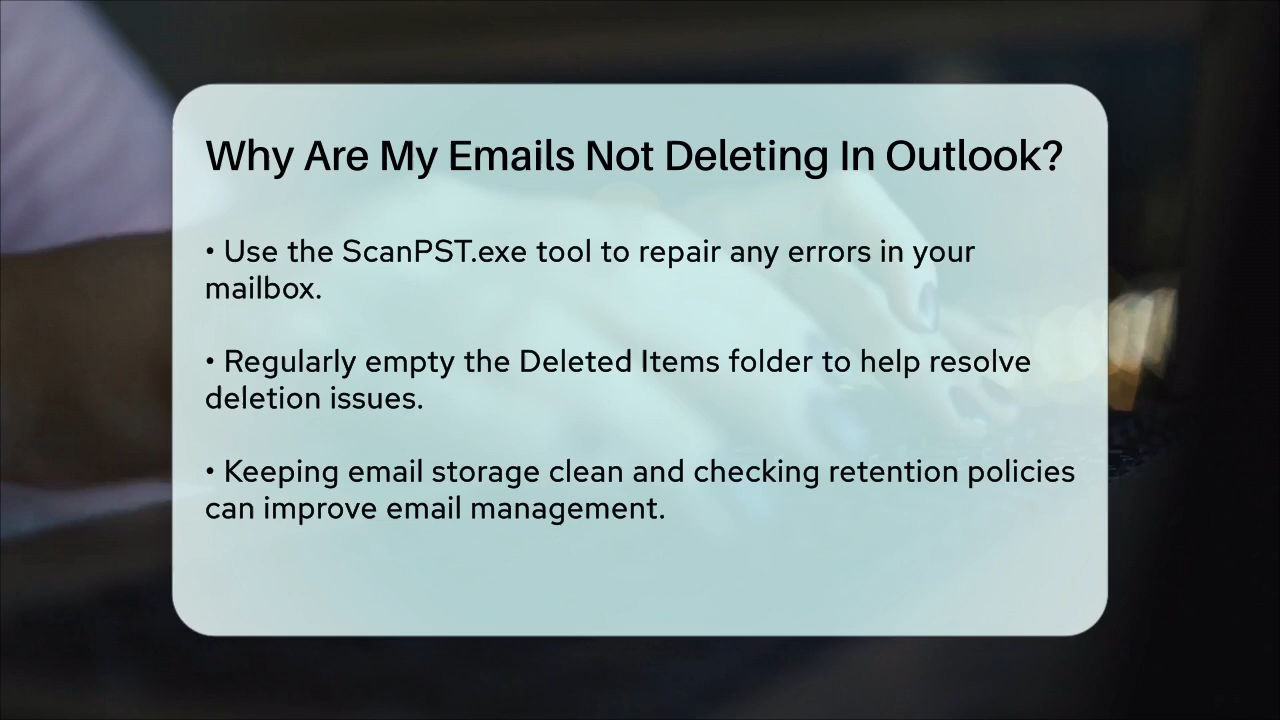 Why Are My Emails Not Deleting In Outlook?
• Use the ScanPST.exe tool to repair any errors in your
mailbox.
• Regularly empty the Deleted Items folder to help resolve
deletion issues.
• Keeping email storage clean and checking retention policies
can improve email management.